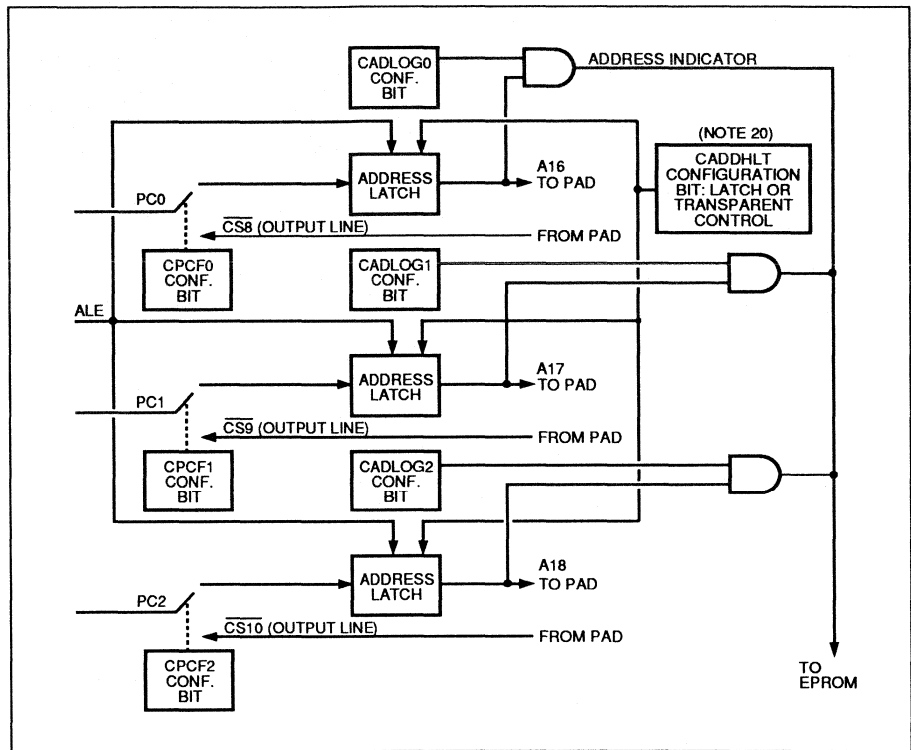 CADLOG0
CONF.
BIT
ADDRESS INDICATOR
(NOTE 20)
CADDHLT
CONFIGURATION
BIT: LATCH OR
TRANSPARENT
CONTROL
ADDRESS
LATCH
A16
TO PAD
PC0
CS8 (OUTPUT LINE)
FROM PAD
CPCF0
CONF.
BIT
CADLOG1
CONF.
BIT
ALE
ADDRESS
LATCH
A17
TO PAD
PC1
CS9 (OUTPUT LINE)
FROM PAD
CPCF1
CONF.
BIT
CADLOG2
CONF.
BIT
ADDRESS
LATCH
A18
TO PAD
PC2
CS10 (OUTPUT LINE)
FROM PAD
CPCF2
CONF.
BIT
TO
EPROM